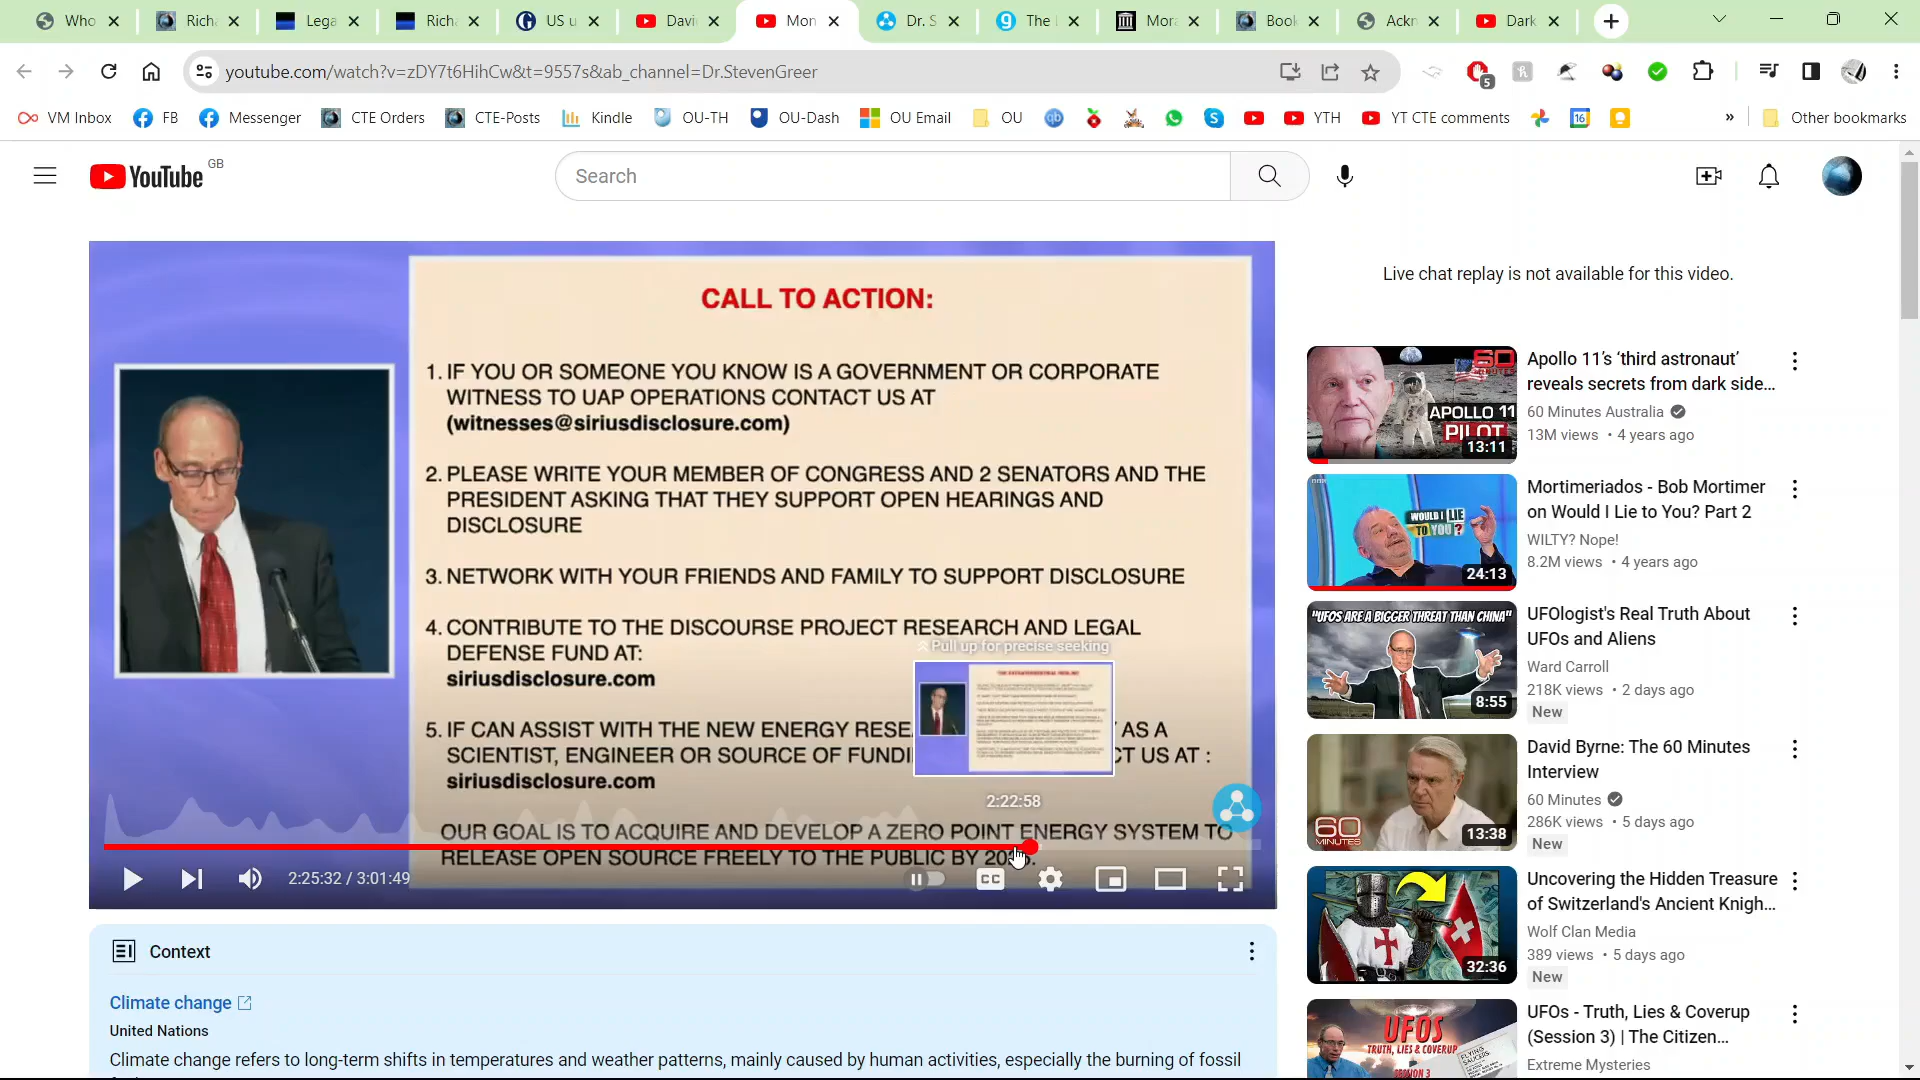 Who
Rich
Lega
Rich
US u
Davi
Mon
Dr. S
The
Mora
Book
Ackn
Dark
youtube.com/watch?v=zDY7t6HihCw&t=9557s&ab_channel=Dr.StevenGreer
5
VM Inbox
FB
Messenger
CTE Orders
CTE-Posts
Kindle
OU-TH
OU-Dash
OU Email
OU
qb
YTH
YT CTE comments
16
»
Other bookmarks
YouTube GB
Search
CALL TO ACTION:
1. IF YOU OR SOMEONE YOU KNOW IS A GOVERNMENT OR CORPORATE
WITNESS TO UAP OPERATIONS CONTACT US AT
(witnesses@siriusdisclosure.com)
2. PLEASE WRITE YOUR MEMBER OF CONGRESS AND 2 SENATORS AND THE
PRESIDENT ASKING THAT THEY SUPPORT OPEN HEARINGS AND
DISCLOSURE
3. NETWORK WITH YOUR FRIENDS AND FAMILY TO SUPPORT DISCLOSURE
4. CONTRIBUTE TO THE DISCOURSE PROJECT RESEARCH AND LEGAL
DEFENSE FUND AT:
siriusdisclosure.com
Pull up for precise seeking
5. IF CAN ASSIST WITH THE NEW ENERGY RESE AS A
SCIENTIST, ENGINEER OR SOURCE OF FUNDI CT US AT :
siriusdisclosure.com
2:22:58
OUR GOAL IS TO ACQUIRE AND DEVELOP A ZERO POINT ENERGY SYSTEM TO
RELEASE OPEN SOURCE FREELY TO THE PUBLIC BY
2:25:32 / 3:01:49
CC
Context
Climate change
United Nations
Climate change refers to long-term shifts in temperatures and weather patterns, mainly caused by human activities, especially the burning of fossil
Live chat replay is not available for this video.
60
APOLLO 11
PILOT
13:11
Apollo 11's 'third astronaut'
reveals secrets from dark side...
60 Minutes Australia
13M views • 4 years ago
WOULD I LIE
TO YOU?
24:13
Mortimeriados - Bob Mortimer
on Would I Lie to You? Part 2
WILTY? Nope!
8.2M views • 4 years ago
"UFOS ARE A BIGGER THREAT THAN CHINA"
8:55
UFOlogist's Real Truth About
UFOs and Aliens
Ward Carroll
218K views • 2 days ago
New
60
13:38
David Byrne: The 60 Minutes
Interview
60 Minutes
286K views • 5 days ago
New
32:36
Uncovering the Hidden Treasure
of Switzerland's Ancient Knigh...
Wolf Clan Media
389 views • 5 days ago
New
UFOS
TRUTH, LIES & COVERUP
SESSION 3
FLYING
UFOs - Truth, Lies & Coverup
(Session 3) | The Citizen...
Extreme Mysteries